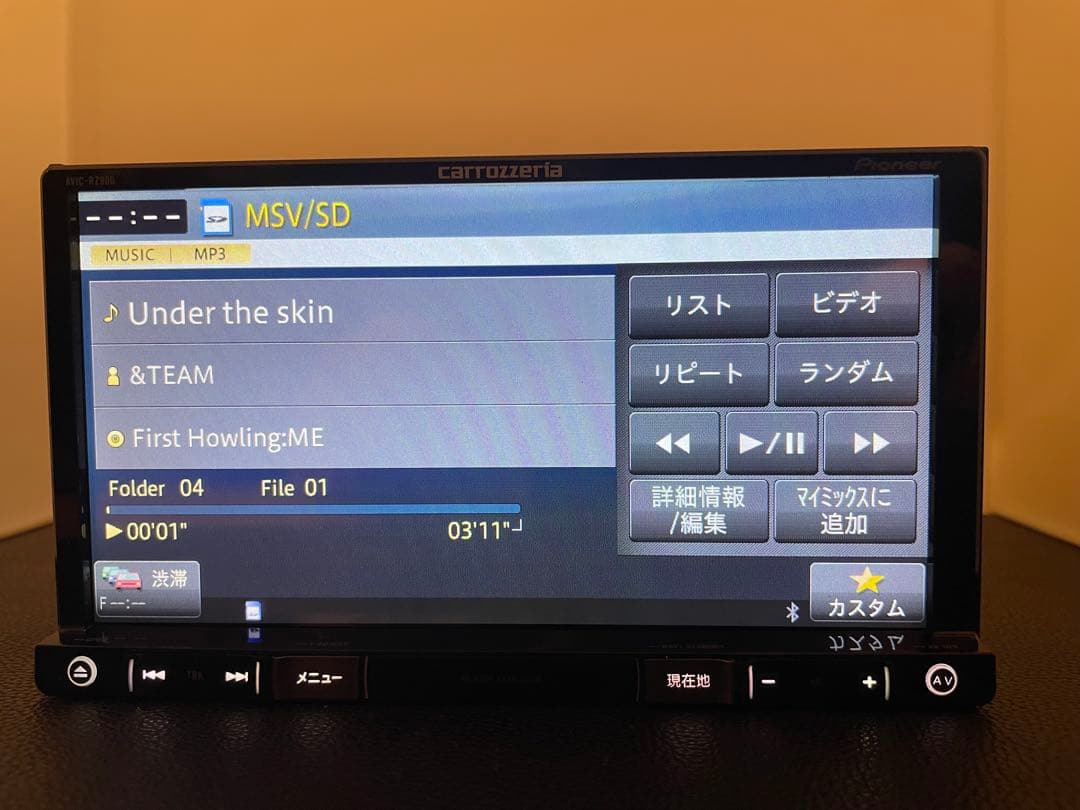 carrozzeria
Pioneer
AVIC-RZ900
--:-- SD MSV/SD
MUSIC | MP3
Under the skin
&TEAM
First Howling:ME
Folder 04 File 01
00'01" 03'11"
リスト ビデオ
リピート ランダム
詳細情報
/編集
マイミックスに
追加
渋滞
F --:--
カスタム
TRK
メニュー
現在地
− +
AV